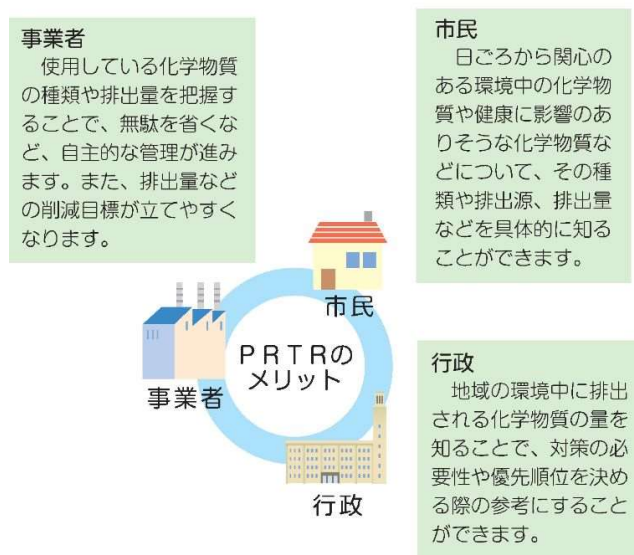 事業者
使用している化学物質
の種類や排出量を把握す
ることで、無駄を省くな
ど、自主的な管理が進み
ます。また、排出量など
の削減目標が立てやすく
なります。
市民
日ごろから関心の
ある環境中の化学物
質や健康に影響のあ
りそうな化学物質な
どについて、その種
類や排出源、排出量
などを具体的に知る
ことができます。
市民
PRTRの
メリット
事業者
行政
行政
地域の環境中に排出
される化学物質の量を
知ることで、対策の必
要性や優先順位を決め
る際の参考にすること
ができます。